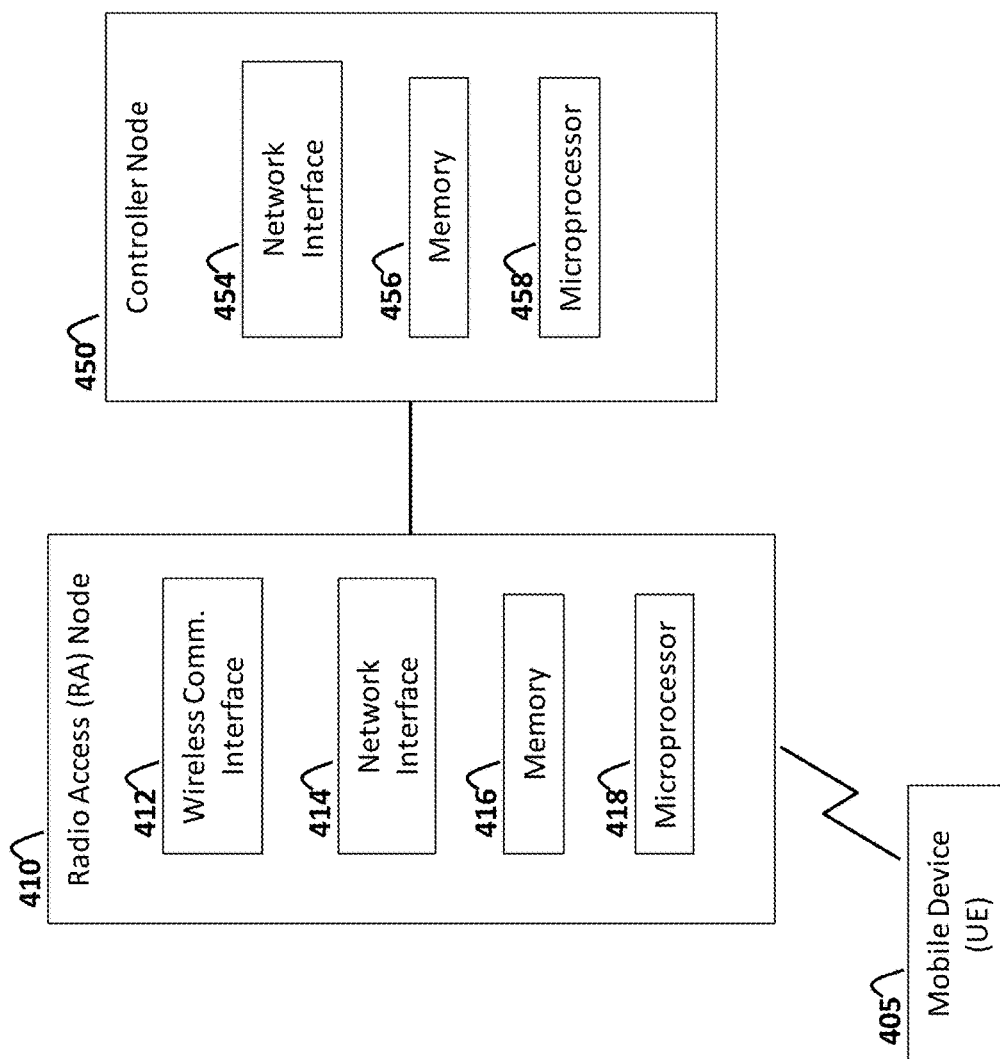 410
Radio Access (RA) Node
412
Wireless Comm.
Interface
414
Network
Interface
416
Memory
418
Microprocessor
450
Controller Node
454
Network
Interface
456
Memory
458
Microprocessor
405
Mobile Device
(UE)